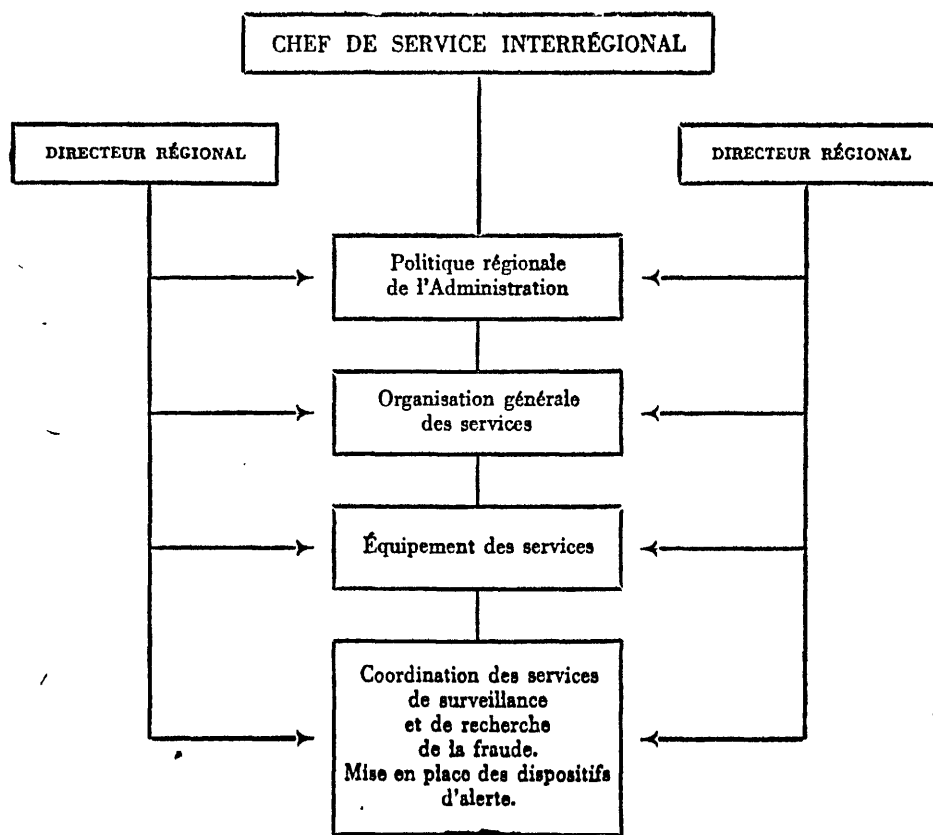 CHEF DE SERVICE INTERRÉGIONAL
DIRECTEUR RÉGIONAL
DIRECTEUR RÉGIONAL
Politique régionale
de l'Administration
Organisation générale
des services
Équipement des services
Coordination des services
de surveillance
et de recherche
de la fraude.
Mise en place des dispositifs
d'alerte.